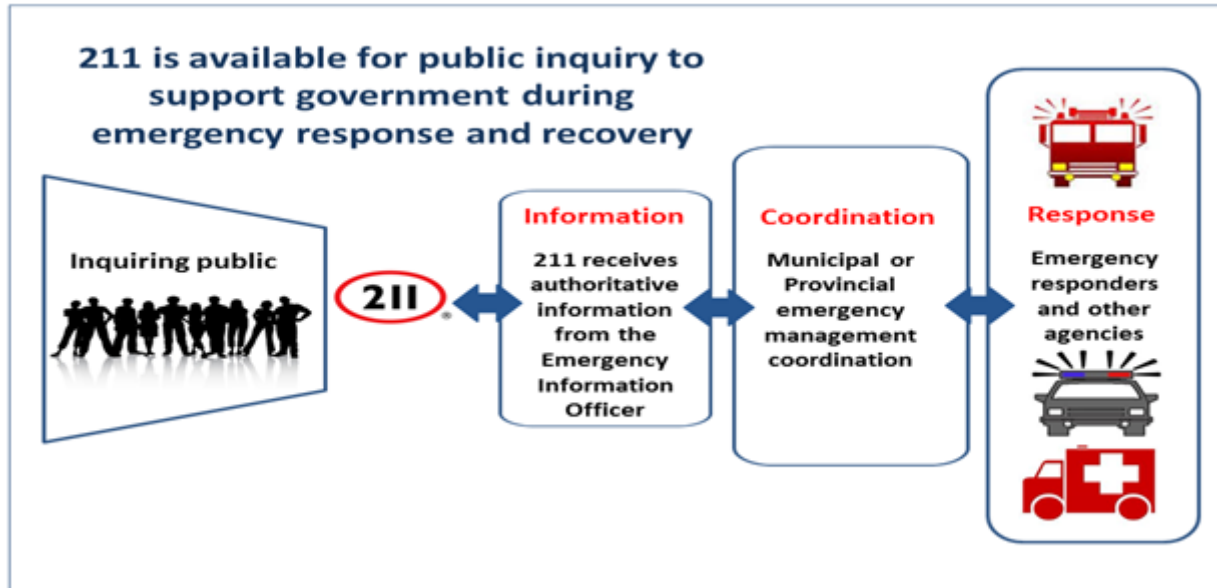 211 is available for public inquiry to
support government during
emergency response and recovery
Inquiring public
211
®
Information
211 receives
authoritative
information
from the
Emergency
Information
Officer
Coordination
Municipal or
Provincial
emergency
management
coordination
Response
Emergency
responders
and other
agencies